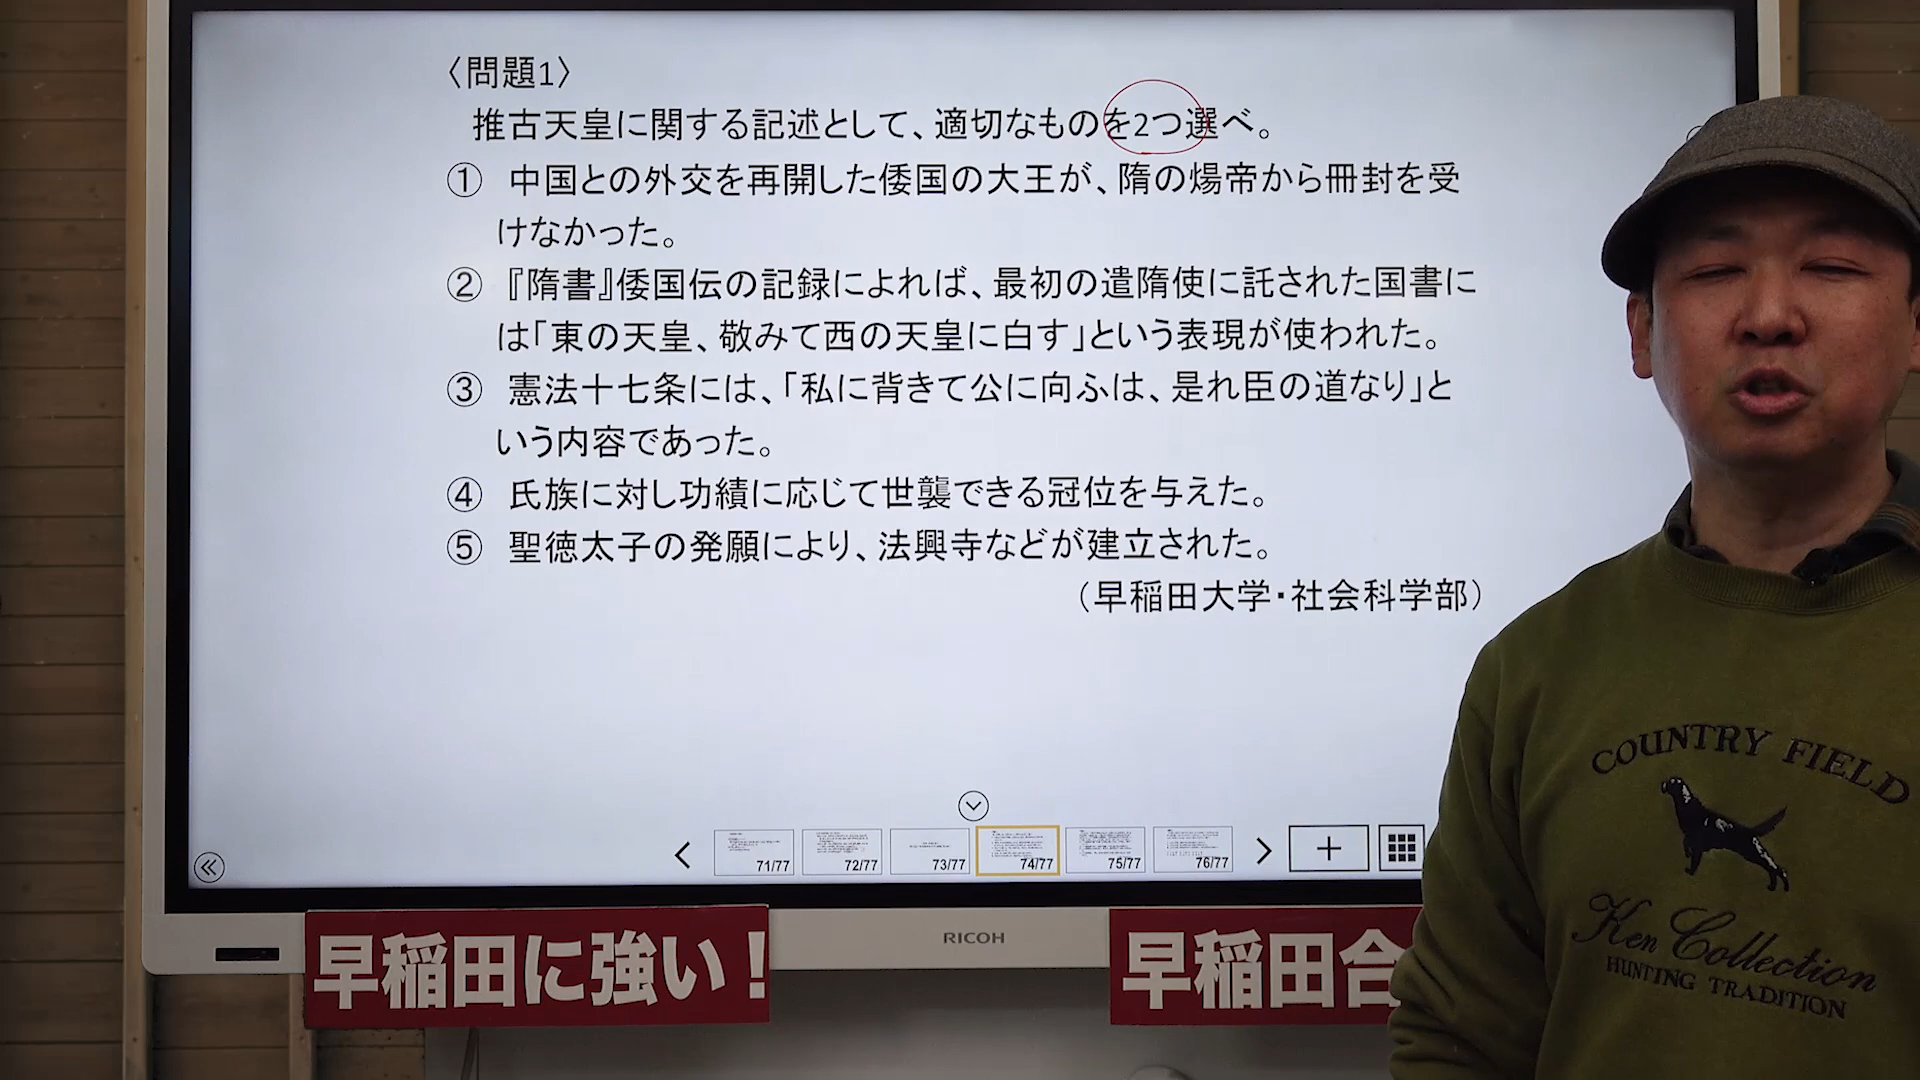 〈問題1〉
推古天皇に関する記述として、適切なものを2つ選べ。
① 中国との外交を再開した倭国の大王が、隋の煬帝から冊封を受
けなかった。
② 『隋書』倭国伝の記録によれば、最初の遣隋使に託された国書に
は「東の天皇、敬みて西の天皇に白す」という表現が使われた。
③ 憲法十七条には、「私に背きて公に向ふは、是れ臣の道なり」と
いう内容であった。
④ 氏族に対し功績に応じて世襲できる冠位を与えた。
⑤ 聖徳太子の発願により、法興寺などが建立された。
(早稲田大学・社会科学部)
71/77
72/77
73/77
74/77
75/77
76/77
RICOH
早稲田に強い!
早稲田合
COUNTRY FIELD
Ken Collection
HUNTING TRADITION